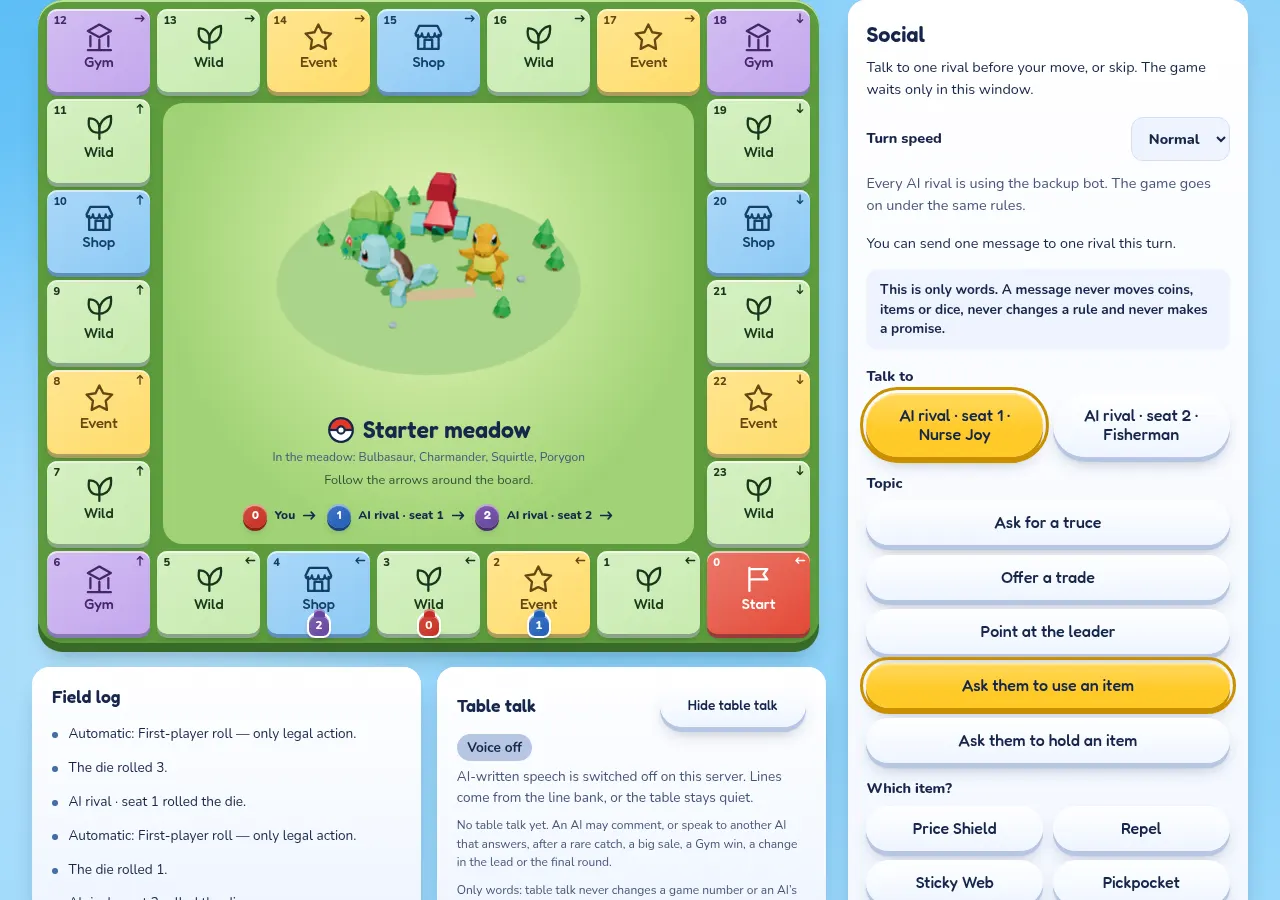 12 → Gym
13 → Wild
14 → Event
15 → Shop
16 → Wild
17 → Event
18 ↓ Gym
11 ↑ Wild
19 ↓ Wild
10 ↑ Shop
20 ↓ Shop
9 ↑ Wild
21 ↓ Wild
8 ↑ Event
22 ↓ Event
7 ↑ Wild
23 ↓ Wild
Starter meadow
In the meadow: Bulbasaur, Charmander, Squirtle, Porygon
Follow the arrows around the board.
0 You → 1 AI rival · seat 1 → 2 AI rival · seat 2 →
6 ↑ Gym
5 ← Wild
4 ← Shop 2
3 ← Wild 0
2 ← Event 1
1 ← Wild
0 ← Start
Field log
Automatic: First-player roll — only legal action.
The die rolled 3.
AI rival · seat 1 rolled the die.
Automatic: First-player roll — only legal action.
The die rolled 1.
Table talk
Hide table talk
Voice off
AI-written speech is switched off on this server. Lines
come from the line bank, or the table stays quiet.
No table talk yet. An AI may comment, or speak to another AI
that answers, after a rare catch, a big sale, a Gym win, a change
in the lead or the final round.
Only words: table talk never changes a game number or an AI's
Social
Talk to one rival before your move, or skip. The game
waits only in this window.
Turn speed
Normal
Every AI rival is using the backup bot. The game goes
on under the same rules.
You can send one message to one rival this turn.
This is only words. A message never moves coins,
items or dice, never changes a rule and never makes
a promise.
Talk to
AI rival · seat 1 ·
Nurse Joy
AI rival · seat 2 ·
Fisherman
Topic
Ask for a truce
Offer a trade
Point at the leader
Ask them to use an item
Ask them to hold an item
Which item?
Price Shield
Repel
Sticky Web
Pickpocket